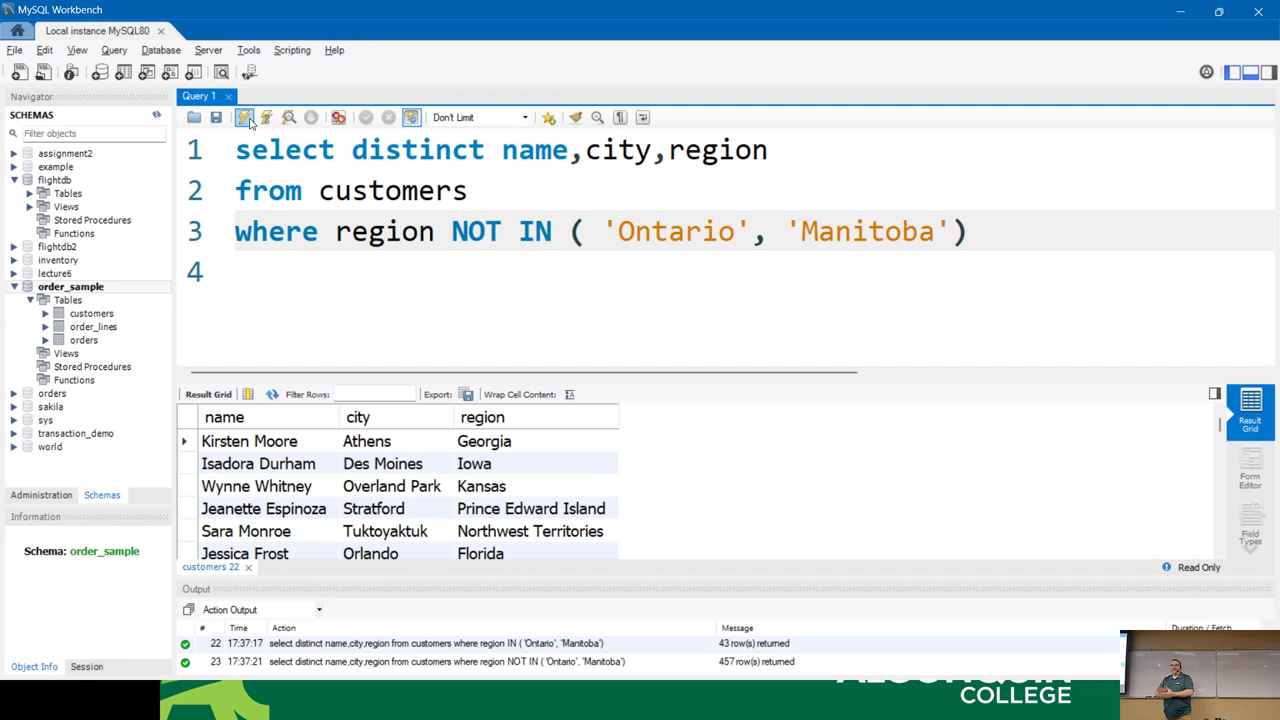 MySQL Workbench
Local instance MySQL80
File Edit View Query Database Server Tools Scripting Help
Navigator
SCHEMAS
Filter objects
assignment2
example
flightdb
Tables
Views
Stored Procedures
Functions
flightdb2
inventory
lecture6
order_sample
Tables
customers
order_lines
orders
Views
Stored Procedures
Functions
orders
sakila
sys
transaction_demo
world
Administration Schemas
Information
Schema: order_sample
Object Info Session
Query 1
Don't Limit
1 select distinct name,city,region
2 from customers
3 where region NOT IN ( 'Ontario', 'Manitoba')
4
Result Grid Filter Rows: Export: Wrap Cell Content:
name city region
Kirsten Moore Athens Georgia
Isadora Durham Des Moines Iowa
Wynne Whitney Overland Park Kansas
Jeanette Espinoza Stratford Prince Edward Island
Sara Monroe Tuktoyaktuk Northwest Territories
Jessica Frost Orlando Florida
Result Grid
Form Editor
Field Types
customers 22
Read Only
Output
Action Output
# Time Action Message Duration / Fetch
22 17:37:17 select distinct name,city,region from customers where region IN ( 'Ontario', 'Manitoba') 43 row(s) returned
23 17:37:21 select distinct name,city,region from customers where region NOT IN ( 'Ontario', 'Manitoba') 457 row(s) returned
COLLEGE